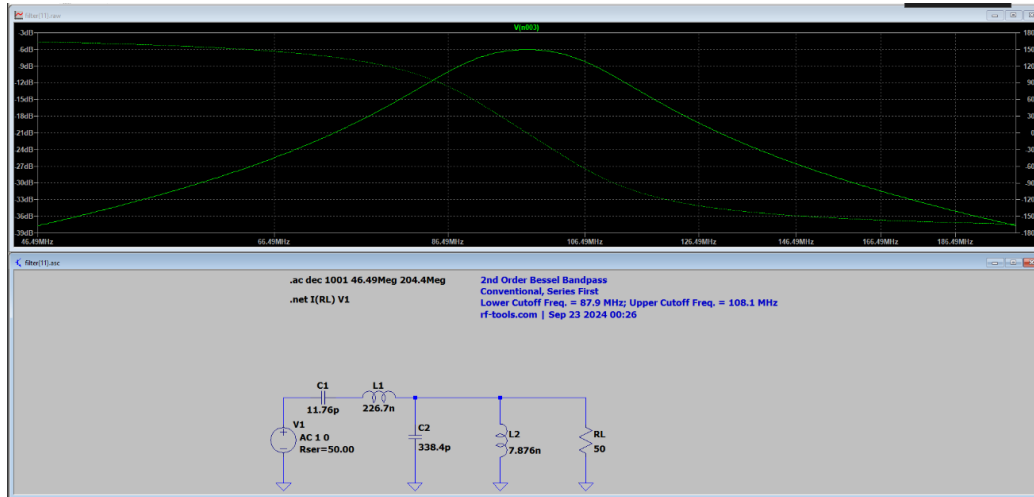 filter(11).raw
V(n003)
-3dB 180
-6dB 150
-9dB 120
-12dB 90
-15dB 60
-18dB 30
-21dB 0
-24dB -30
-27dB -60
-30dB -90
-33dB -120
-36dB -150
-39dB -180
46.49MHz 66.49MHz 86.49MHz 106.49MHz 126.49MHz 146.49MHz 166.49MHz 186.49MHz
filter(11).asc
.ac dec 1001 46.49Meg 204.4Meg
.net I(RL) V1
2nd Order Bessel Bandpass
Conventional, Series First
Lower Cutoff Freq. = 87.9 MHz; Upper Cutoff Freq. = 108.1 MHz
rf-tools.com | Sep 23 2024 00:26
C1
11.76p
L1
226.7n
V1
AC 1 0
Rser=50.00
C2
338.4p
L2
7.876n
RL
50